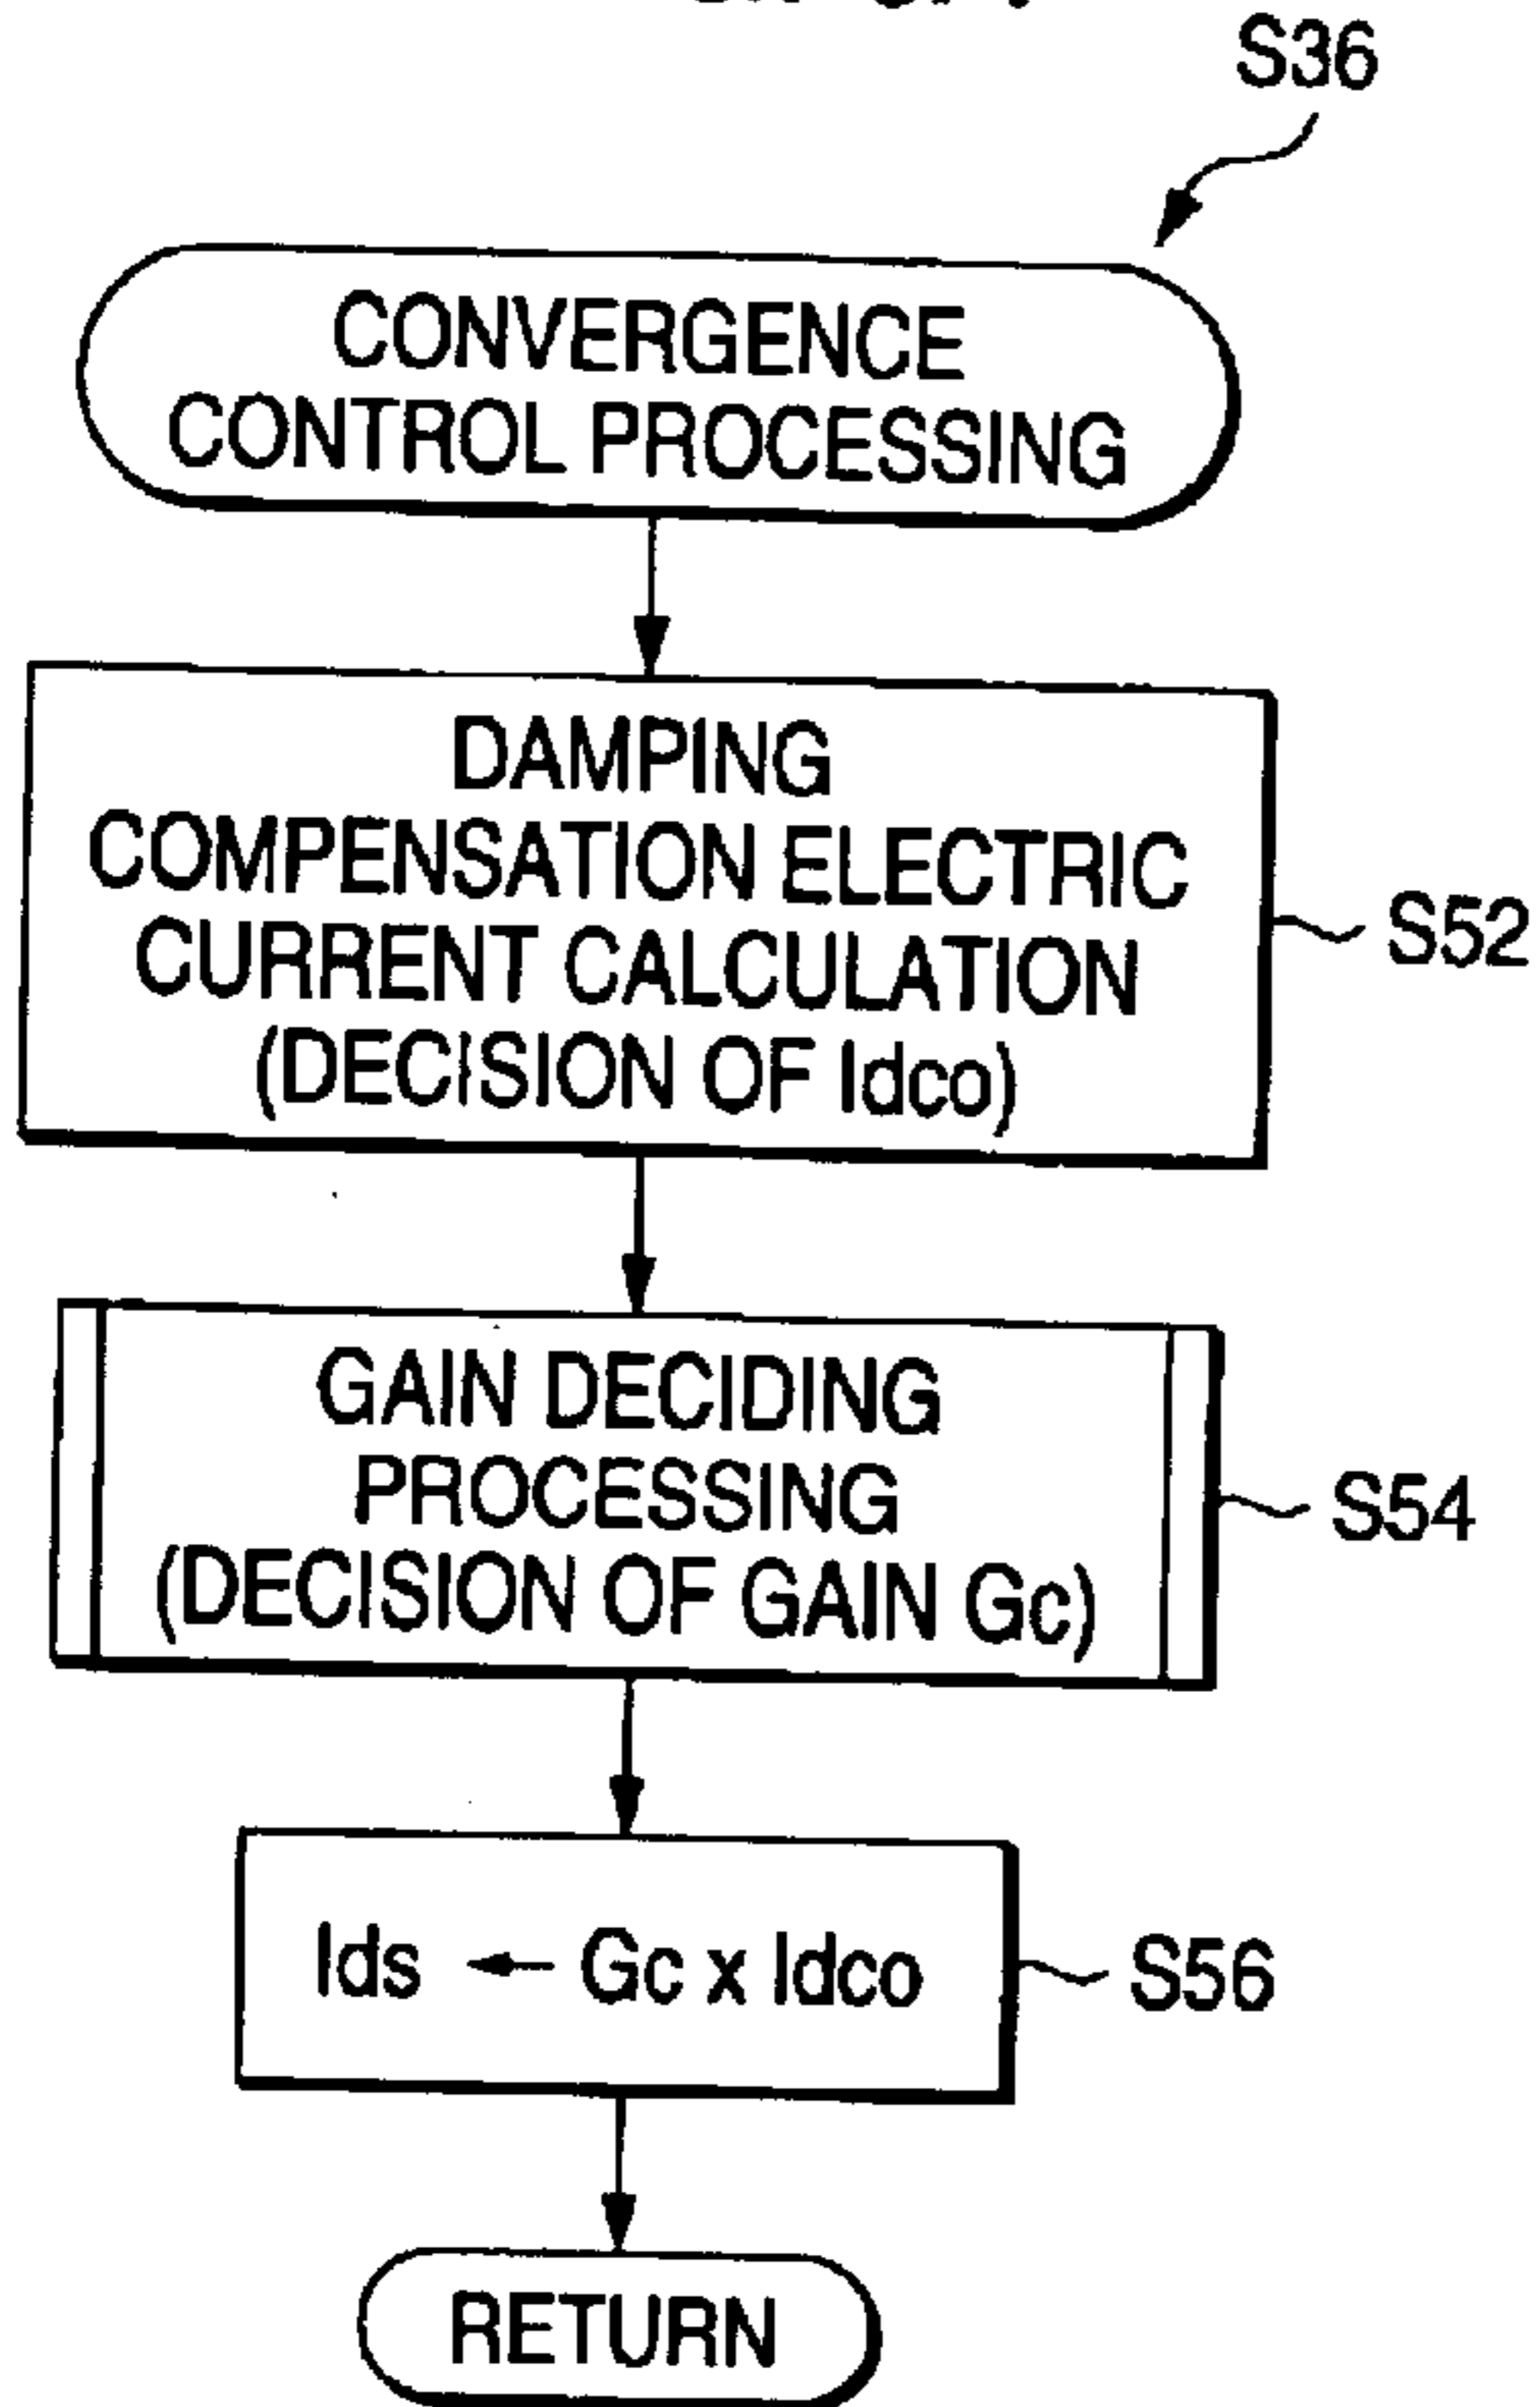 S36
CONVERGENCE
CONTROL PROCESSING
DAMPING
COMPENSATION ELECTRIC
CURRENT CALCULATION
(DECISION OF Idco)
S52
GAIN DECIDING
PROCESSING
(DECISION OF GAIN Gc)
S54
Ids ← Gc x Idco
S56
RETURN